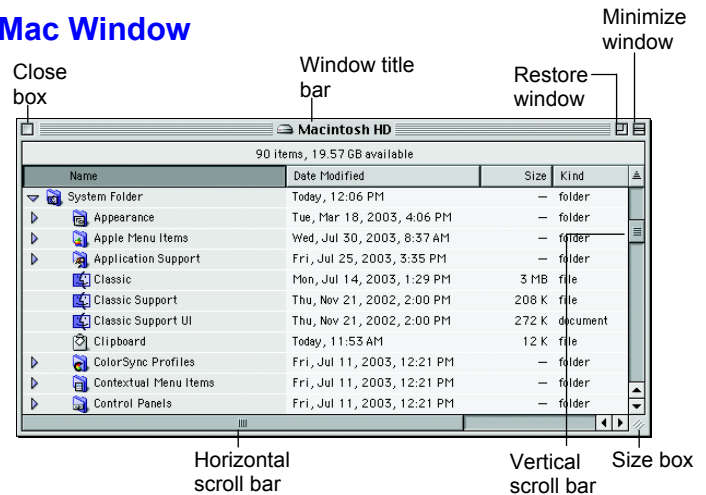 Mac Window
Minimize
window
Close
box
Window title
bar
Restore
window
Macintosh HD
90 items, 19.57 GB available
Name Date Modified Size Kind
System Folder Today, 12:06 PM — folder
Appearance Tue, Mar 18, 2003, 4:06 PM — folder
Apple Menu Items Wed, Jul 30, 2003, 8:37 AM — folder
Application Support Fri, Jul 25, 2003, 3:35 PM — folder
Classic Mon, Jul 14, 2003, 1:29 PM 3 MB file
Classic Support Thu, Nov 21, 2002, 2:00 PM 208 K file
Classic Support UI Thu, Nov 21, 2002, 2:00 PM 272 K document
Clipboard Today, 11:53 AM 12 K file
ColorSync Profiles Fri, Jul 11, 2003, 12:21 PM — folder
Contextual Menu Items Fri, Jul 11, 2003, 12:21 PM — folder
Control Panels Fri, Jul 11, 2003, 12:21 PM — folder
Horizontal
scroll bar
Vertical
scroll bar
Size box